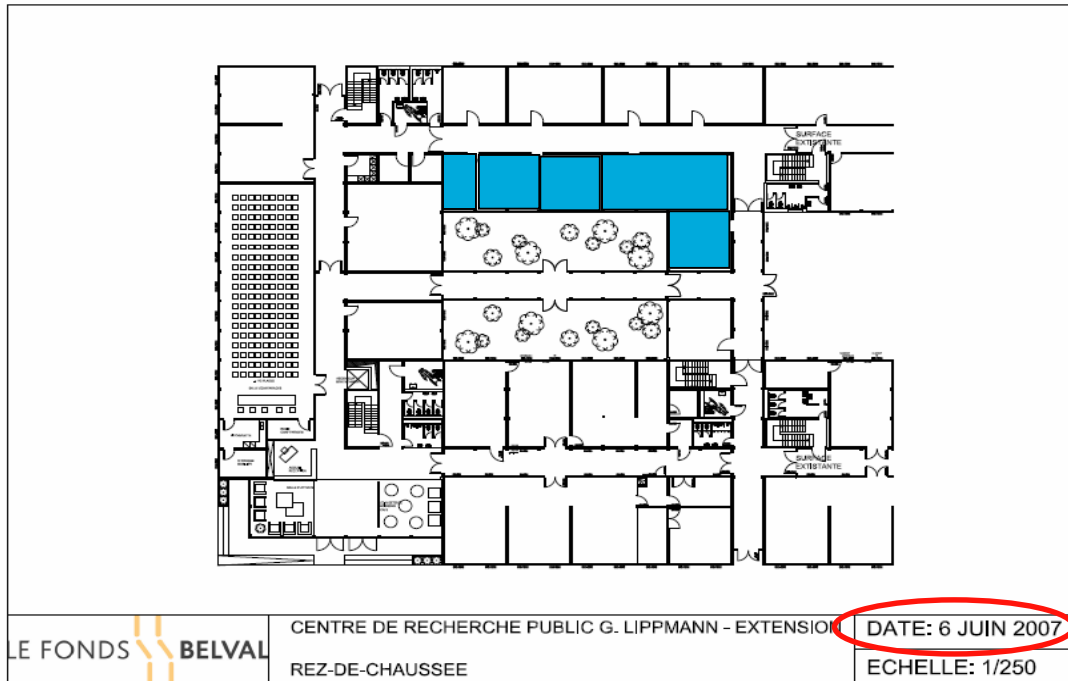 SURFACE
EXISTANTE
SURFACE
EXISTANTE
LE FONDS BELVAL
CENTRE DE RECHERCHE PUBLIC G. LIPPMANN - EXTENSION
REZ-DE-CHAUSSEE
DATE: 6 JUIN 2007
ECHELLE: 1/250